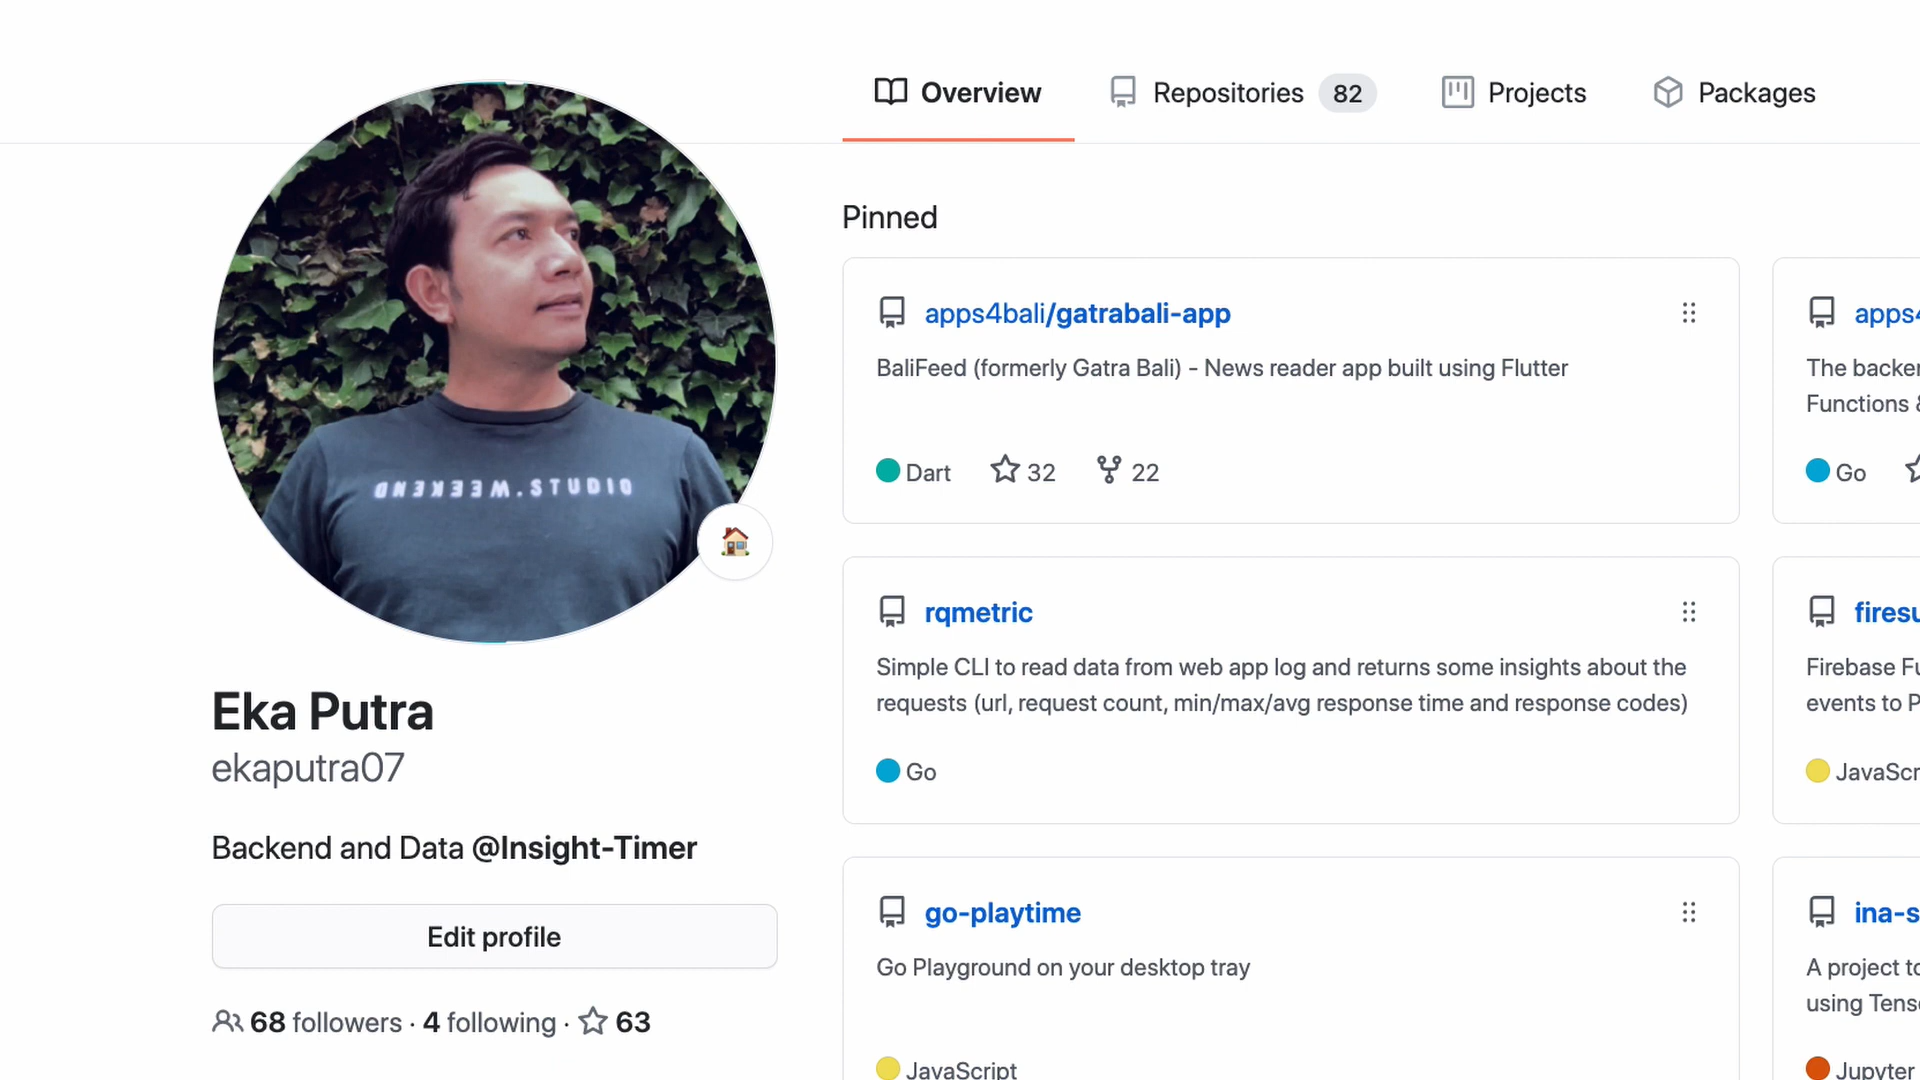 Overview
Repositories 82
Projects
Packages
Pinned
apps4bali/gatrabali-app
BaliFeed (formerly Gatra Bali) - News reader app built using Flutter
Dart 32 22
The
Functions
Go
rqmetric
Simple CLI to read data from web app log and returns some insights about the
requests (url, request count, min/max/avg response time and response codes)
Go
Firebase
events to
go-playtime
Go Playground on your desktop tray
JavaScript
A project
using
Jupyter
WEEKEND.STUDIO
Eka Putra
ekaputra07
Backend and Data @Insight-Timer
Edit profile
68 followers · 4 following · 63